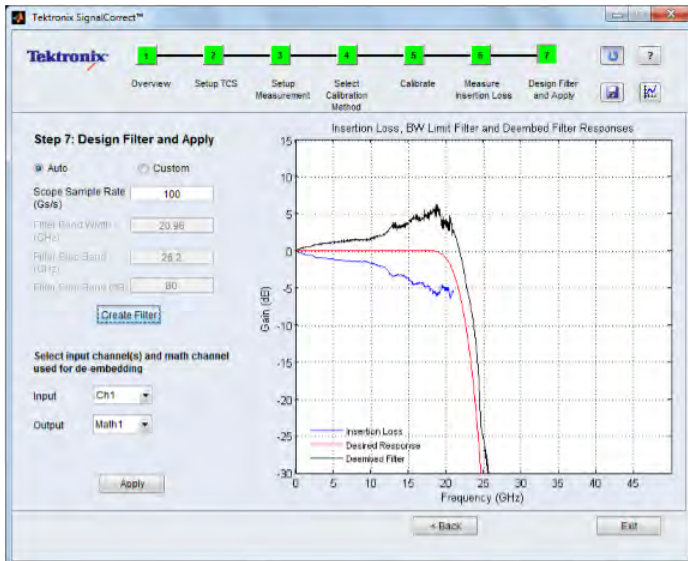 Tektronix SignalCorrect™
Tektronix
1 2 3 4 5 6 7
Overview
Setup TCS
Setup Measurement
Select Calibration Method
Calibrate
Measure Insertion Loss
Design Filter and Apply
?
Step 7: Design Filter and Apply
Auto
Custom
Scope Sample Rate (Gs/s)
100
Filter Band Width (GHz)
20.96
Filter Stop Band (GHz)
26.2
Filter Stop Band (dB)
80
Create Filter
Select input channel(s) and math channel
used for de-embedding
Input
Ch1
Output
Math1
Apply
Insertion Loss, BW Limit Filter and Deembed Filter Responses
15
10
5
0
-5
-10
-15
-20
-25
-30
Gain (dB)
Insertion Loss
Desired Response
Deembed Filter
0 5 10 15 20 25 30 35 40 45
Frequency (GHz)
< Back
Exit